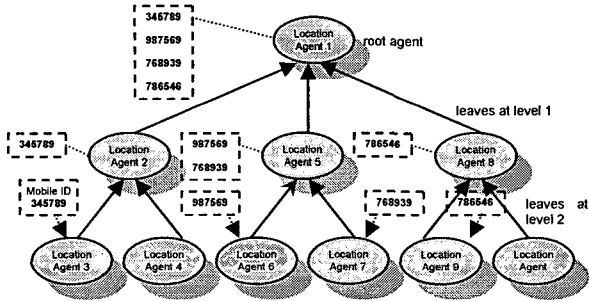 345789
987569
768939
786546
Location
Agent 1
root agent
leaves at level 1
345789
Location
Agent 2
987569
768939
Location
Agent 5
786546
Location
Agent 8
Mobile ID
345789
987569
768939
786546
leaves at
level 2
Location
Agent 3
Location
Agent 4
Location
Agent 6
Location
Agent 7
Location
Agent 9
Location
Agent